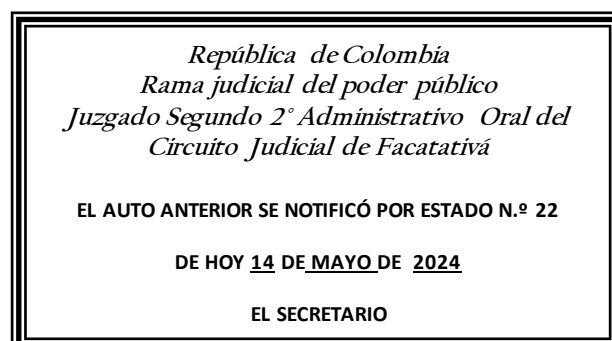 República de Colombia
Rama judicial del poder público
Juzgado Segundo 2° Administrativo Oral del
Circuito Judicial de Facatativá
EL AUTO ANTERIOR SE NOTIFICÓ POR ESTADO N.º 22
DE HOY 14 DE MAYO DE 2024
EL SECRETARIO